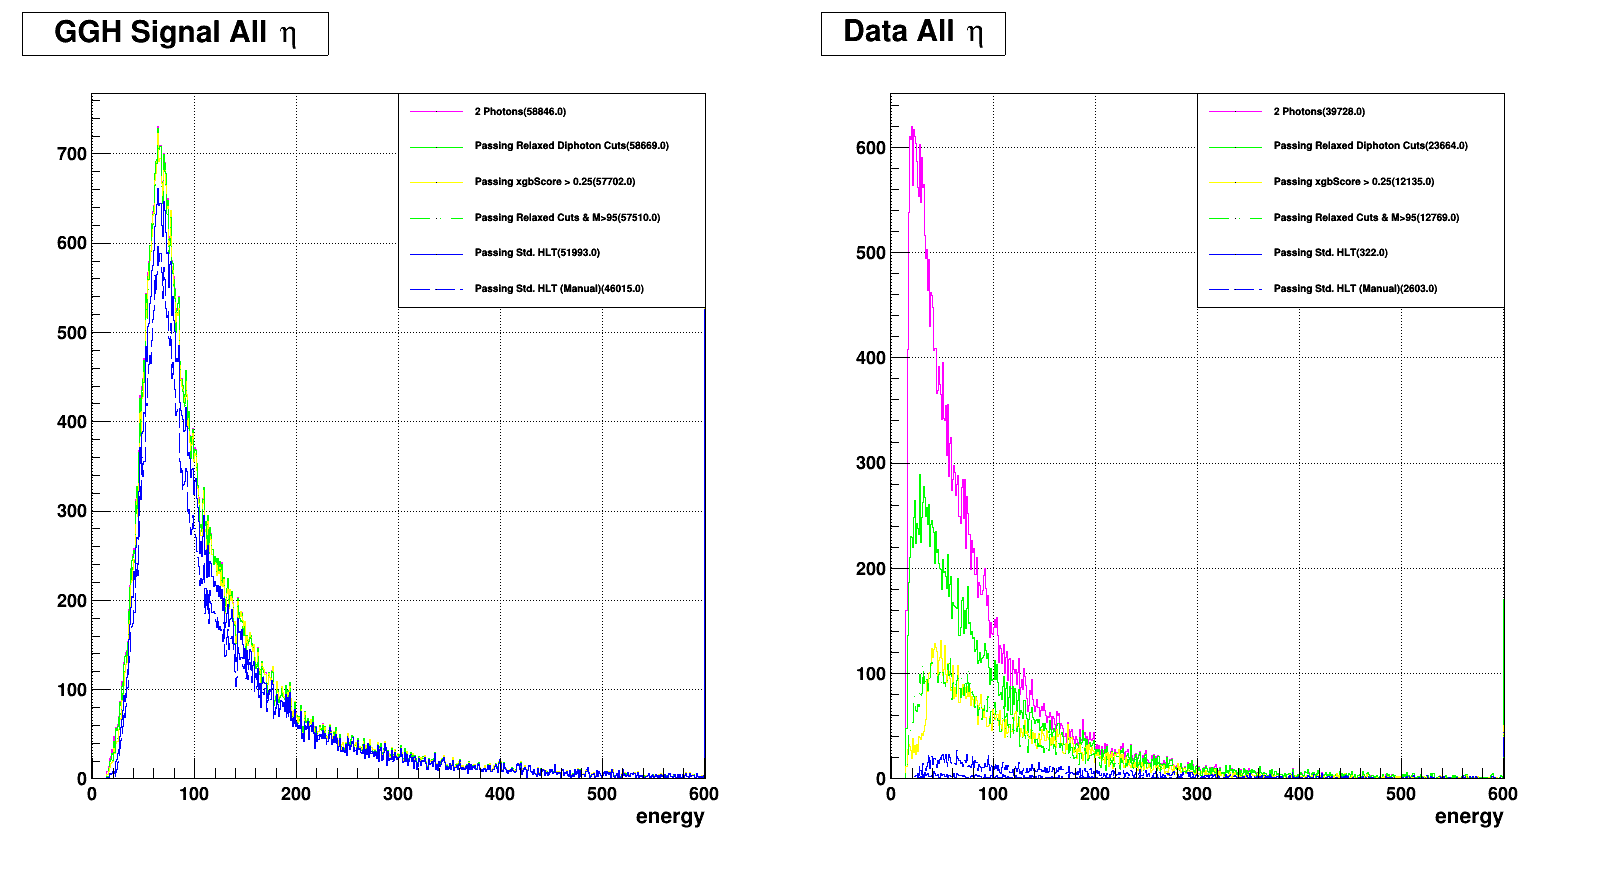 GGH Signal All η
2 Photons(58846.0)
Passing Relaxed Diphoton Cuts(58669.0)
Passing xgbScore > 0.25(57702.0)
Passing Relaxed Cuts & M>95(57510.0)
Passing Std. HLT(51993.0)
Passing Std. HLT (Manual)(46015.0)
700
600
500
400
300
200
100
0
0 100 200 300 400 500 600
energy
Data All η
2 Photons(39728.0)
Passing Relaxed Diphoton Cuts(23664.0)
Passing xgbScore > 0.25(12135.0)
Passing Relaxed Cuts & M>95(12769.0)
Passing Std. HLT(322.0)
Passing Std. HLT (Manual)(2603.0)
600
500
400
300
200
100
0
0 100 200 300 400 500 600
energy